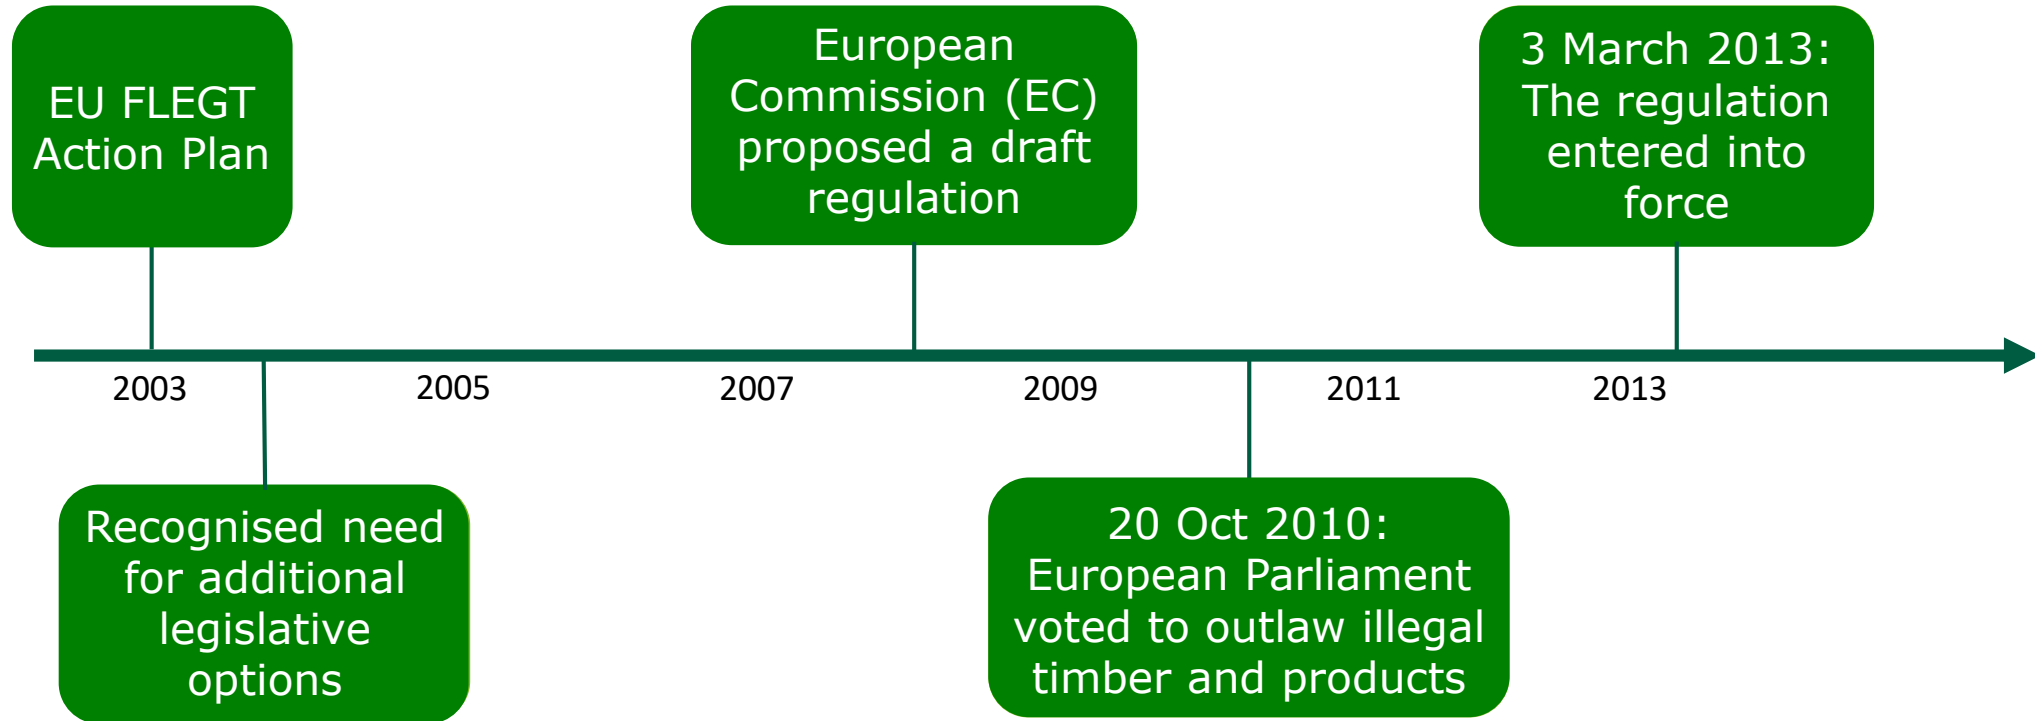 EU FLEGT
Action Plan
European
Commission (EC)
proposed a draft
regulation
3 March 2013:
The regulation
entered into
force
2003
2005
2007
2009
2011
2013
Recognised need
for additional
legislative
options
20 Oct 2010:
European Parliament
voted to outlaw illegal
timber and products